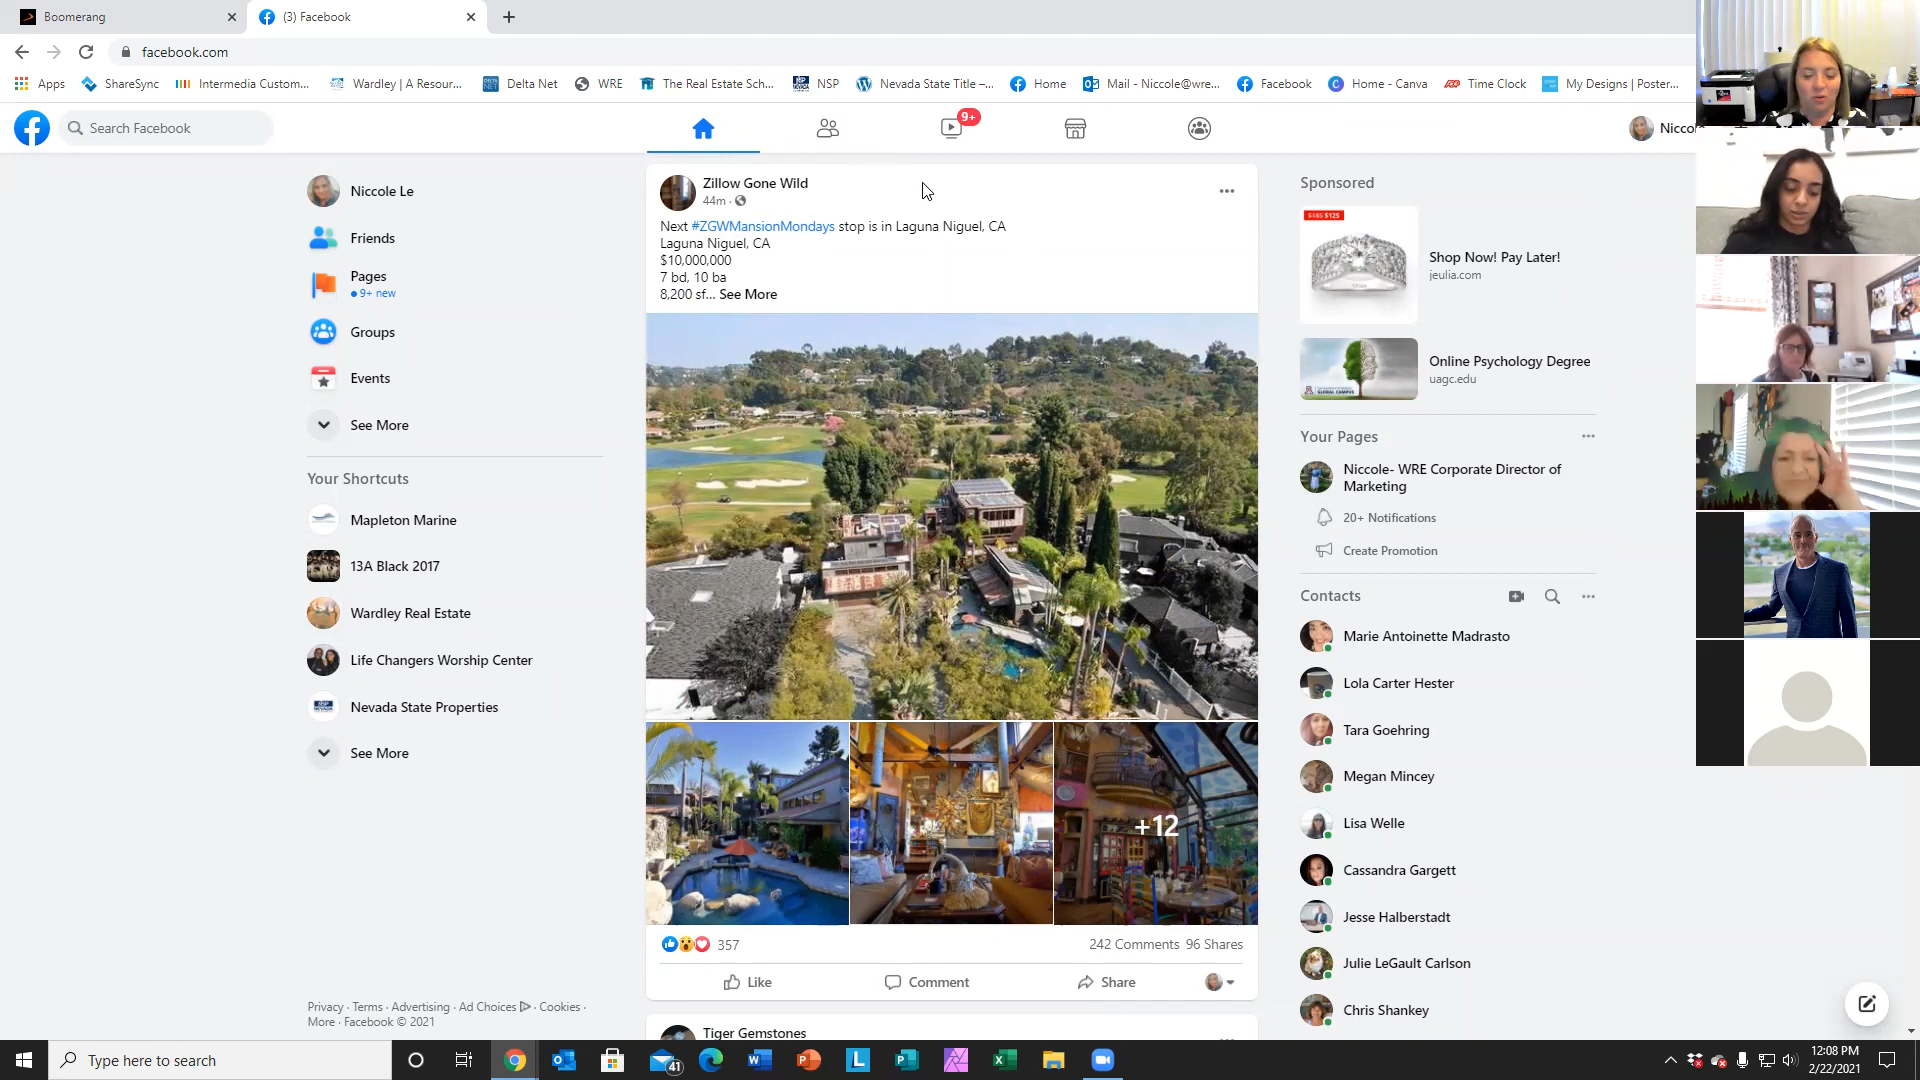 Boomerang
(3) Facebook
facebook.com
Apps
ShareSync
Intermedia Custom...
Wardley | A Resour...
Delta Net
WRE
The Real Estate Sch...
NSP
Nevada State Title –...
Home
Mail - Niccole@wre...
Facebook
Home - Canva
Time Clock
My Designs | Poster...
Search Facebook
9+
Niccole Le
Friends
Pages
9+ new
Groups
Events
See More
Your Shortcuts
Mapleton Marine
13A Black 2017
Wardley Real Estate
Life Changers Worship Center
Nevada State Properties
See More
Privacy · Terms · Advertising · Ad Choices · Cookies ·
More · Facebook © 2021
Zillow Gone Wild
44m ·
Next #ZGWMansionMondays stop is in Laguna Niguel, CA
Laguna Niguel, CA
$10,000,000
7 bd, 10 ba
8,200 sf... See More
+12
357
242 Comments 96 Shares
Like
Comment
Share
Tiger Gemstones
Sponsored
$185 $125
Shop Now! Pay Later!
jeulia.com
Online Psychology Degree
uagc.edu
GLOBAL CAMPUS
Your Pages
Niccole- WRE Corporate Director of
Marketing
20+ Notifications
Create Promotion
Contacts
Marie Antoinette Madrasto
Lola Carter Hester
Tara Goehring
Megan Mincey
Lisa Welle
Cassandra Gargett
Jesse Halberstadt
Julie LeGault Carlson
Chris Shankey
Type here to search
41
12:08 PM
2/22/2021